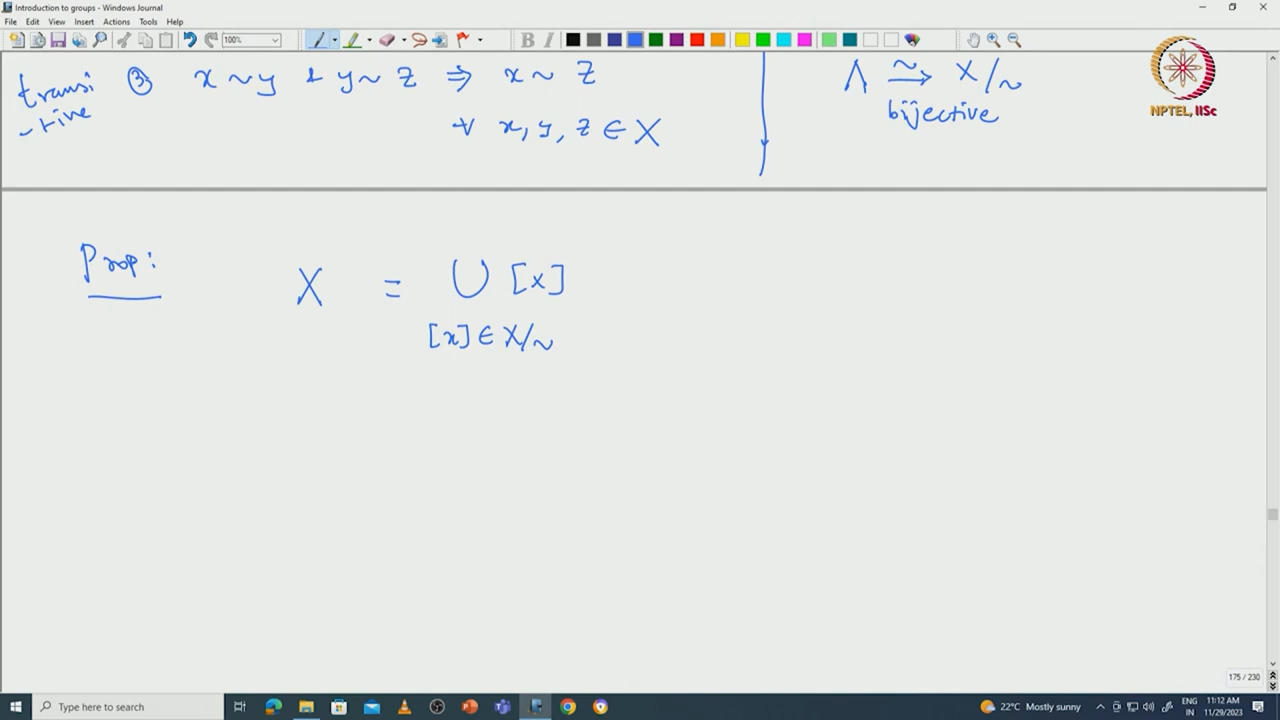 Introduction to groups - Windows Journal
File Edit View Insert Actions Tools Help
100%
B I
transi
-tive
③ x ~ y & y ~ z ⇒ x ~ z
∀ x, y, z ∈ X
Λ ~→ X/~
bijective
NPTEL, IISc
Prop:
X = ∪ [x]
[x] ∈ X/~
175 / 230
Type here to search
22°C Mostly sunny
ENG
IN
11:12 AM
11/29/2023